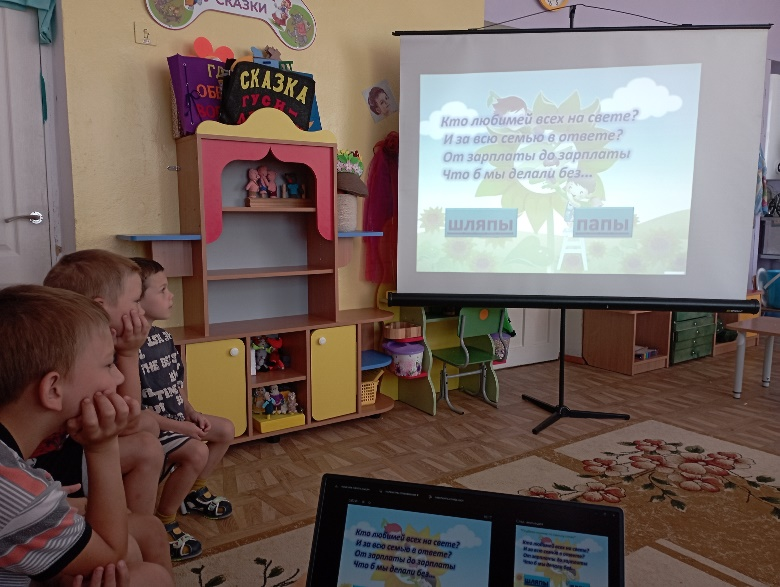 СКАЗКИ
СКАЗКА
ГУСИ-
Кто любимей всех на свете?
И за всю семью в ответе?
От зарплаты до зарплаты
Что б мы делали без...
шляпы
папы
Кто любимей всех на свете?
И за всю семью в ответе?
От зарплаты до зарплаты
Что б мы делали без...